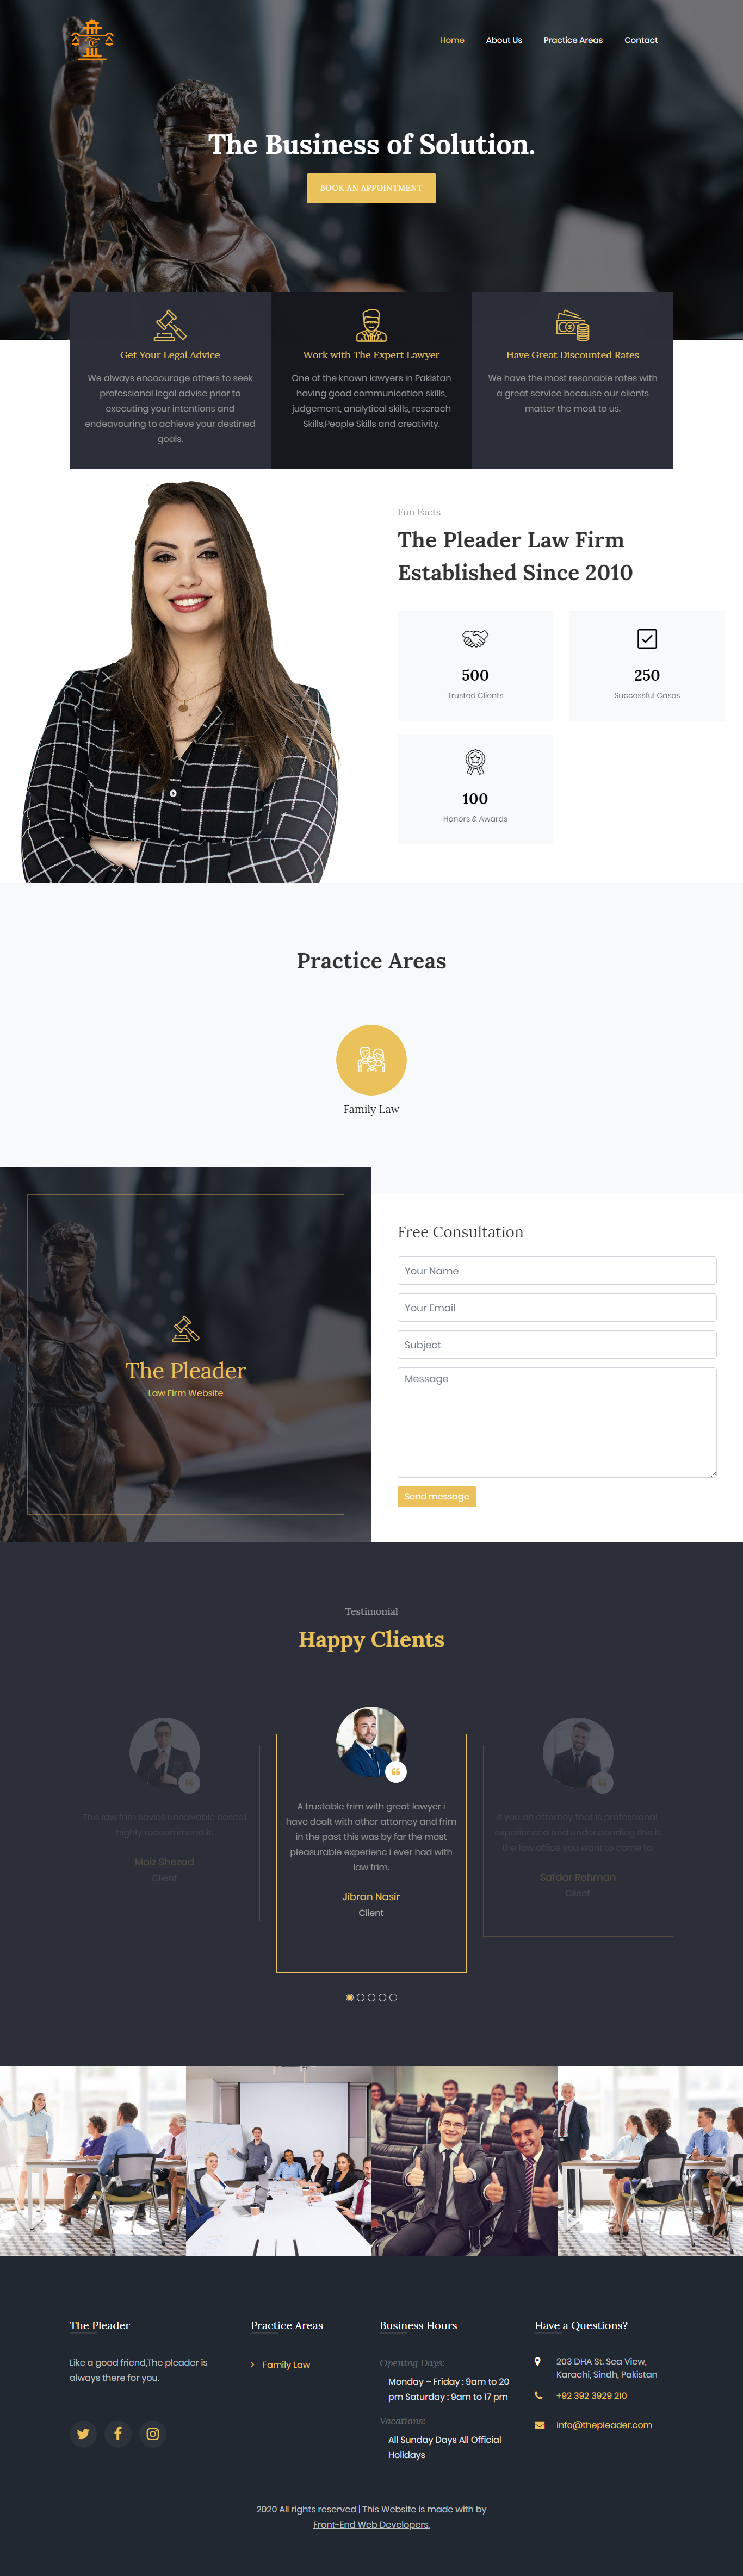 Home About Us Practice Areas Contact
The Business of Solution.
BOOK AN APPOINTMENT
Get Your Legal Advice
We always encoourage others to seek
professional legal advise prior to
executing your intentions and
endeavouring to achieve your destined
goals.
Work with The Expert Lawyer
One of the known lawyers in Pakistan
having good communication skills,
judgement, analytical skills, reserach
Skills,People Skills and creativity.
Have Great Discounted Rates
We have the most resonable rates with
a great service because our clients
matter the most to us.
Fun Facts
The Pleader Law Firm
Established Since 2010
500
Trusted Clients
250
Successful Cases
100
Honors & Awards
Practice Areas
Family Law
The Pleader
Law Firm Website
Free Consultation
Your Name
Your Email
Subject
Message
Send message
Testimonial
Happy Clients
This law frim sovles unsolvable cases.I
highly reccommend it.
Moiz Shezad
Client
A trustable frim with great lawyer i
have dealt with other attorney and frim
in the past this was by far the most
pleasurable experienc i ever had with
law frim.
Jibran Nasir
Client
If you an attorney that is professional,
experienced and understanding this is
the law office you want to come to.
Safdar Rehman
Client
The Pleader
Like a good friend,The pleader is
always there for you.
Practice Areas
Family Law
Business Hours
Opening Days:
Monday – Friday : 9am to 20
pm Saturday : 9am to 17 pm
Vacations:
All Sunday Days All Official
Holidays
Have a Questions?
203 DHA St. Sea View,
Karachi, Sindh, Pakistan
+92 392 3929 210
info@thepleader.com
2020 All rights reserved | This Website is made with by
Front-End Web Developers.